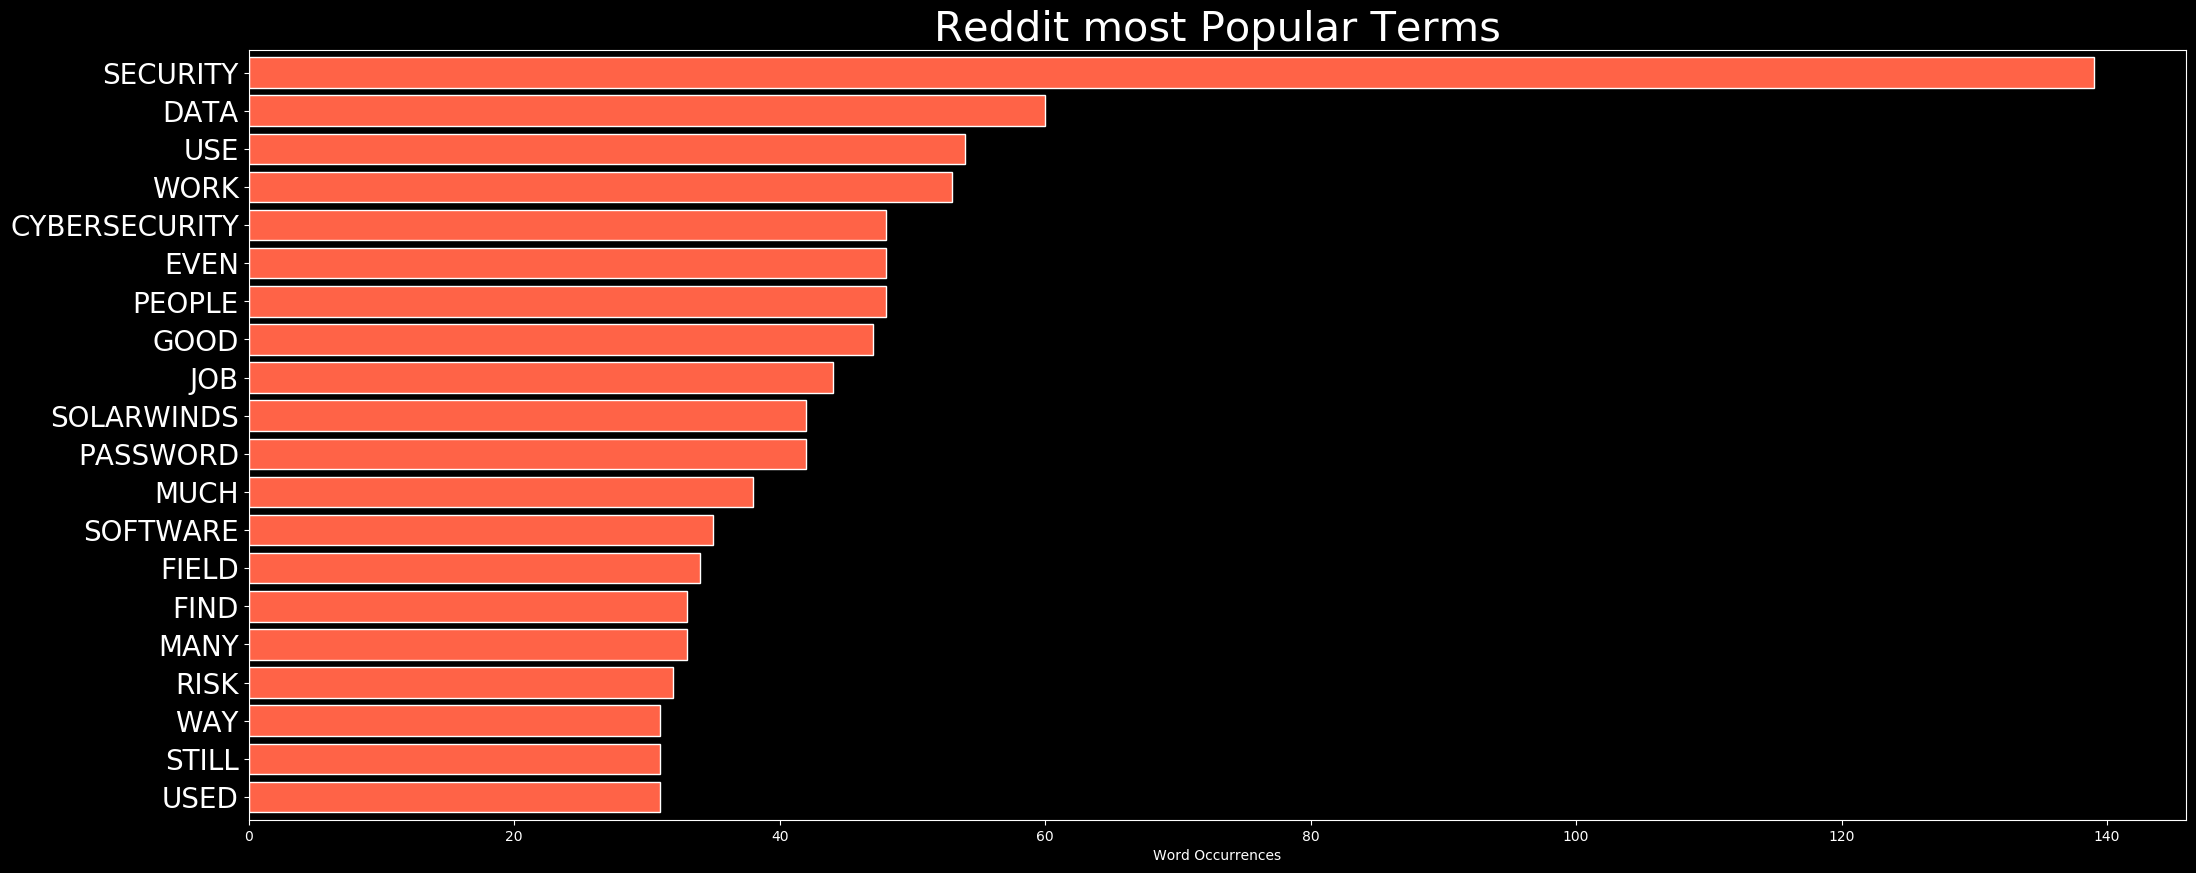 Reddit most Popular Terms
SECURITY
DATA
USE
WORK
CYBERSECURITY
EVEN
PEOPLE
GOOD
JOB
SOLARWINDS
PASSWORD
MUCH
SOFTWARE
FIELD
FIND
MANY
RISK
WAY
STILL
USED
0 20 40 60 80 100 120 140
Word Occurrences